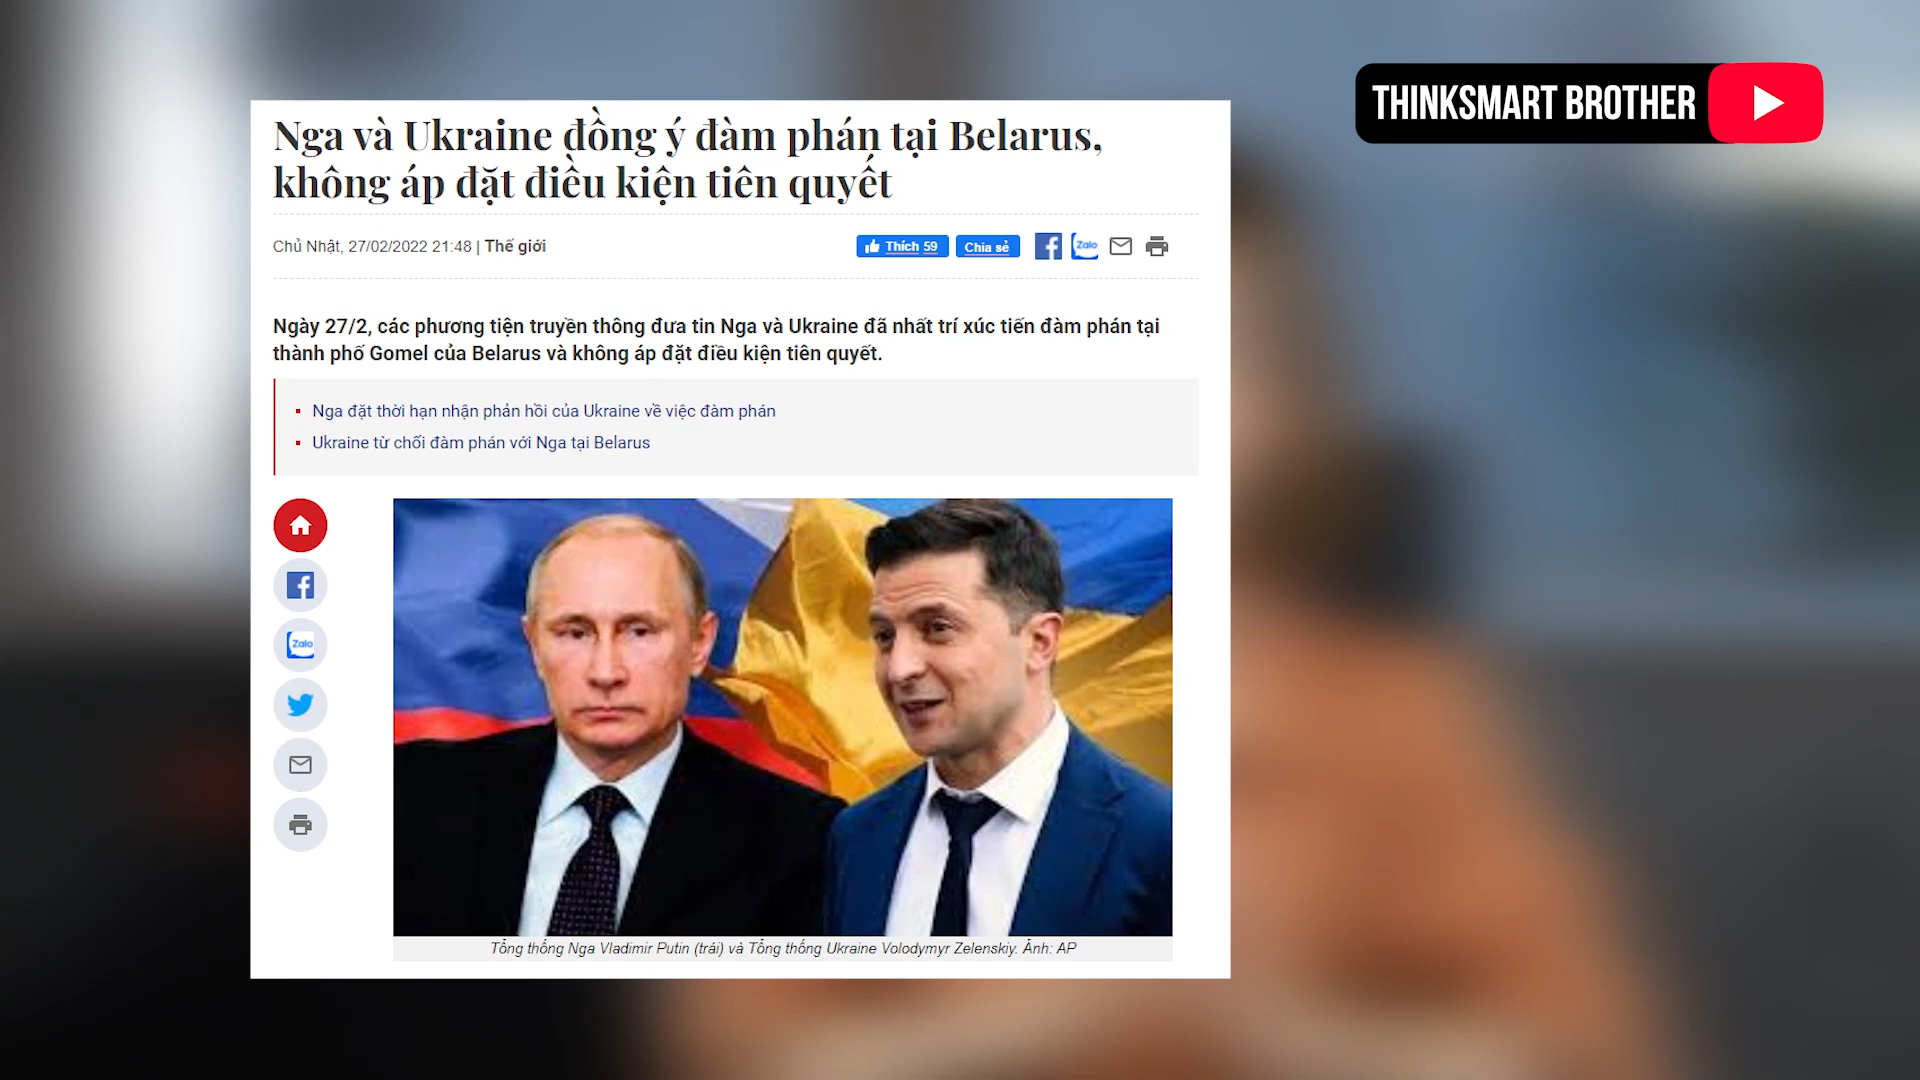 THINKSMART BROTHER
Nga và Ukraine đồng ý đàm phán tại Belarus,
không áp đặt điều kiện tiên quyết
Chủ Nhật, 27/02/2022 21:48 | Thế giới
Thích 59
Chia sẻ
Zalo
Ngày 27/2, các phương tiện truyền thông đưa tin Nga và Ukraine đã nhất trí xúc tiến đàm phán tại
thành phố Gomel của Belarus và không áp đặt điều kiện tiên quyết.
Nga đặt thời hạn nhận phản hồi của Ukraine về việc đàm phán
Ukraine từ chối đàm phán với Nga tại Belarus
Zalo
Tổng thống Nga Vladimir Putin (trái) và Tổng thống Ukraine Volodymyr Zelenskiy. Ảnh: AP